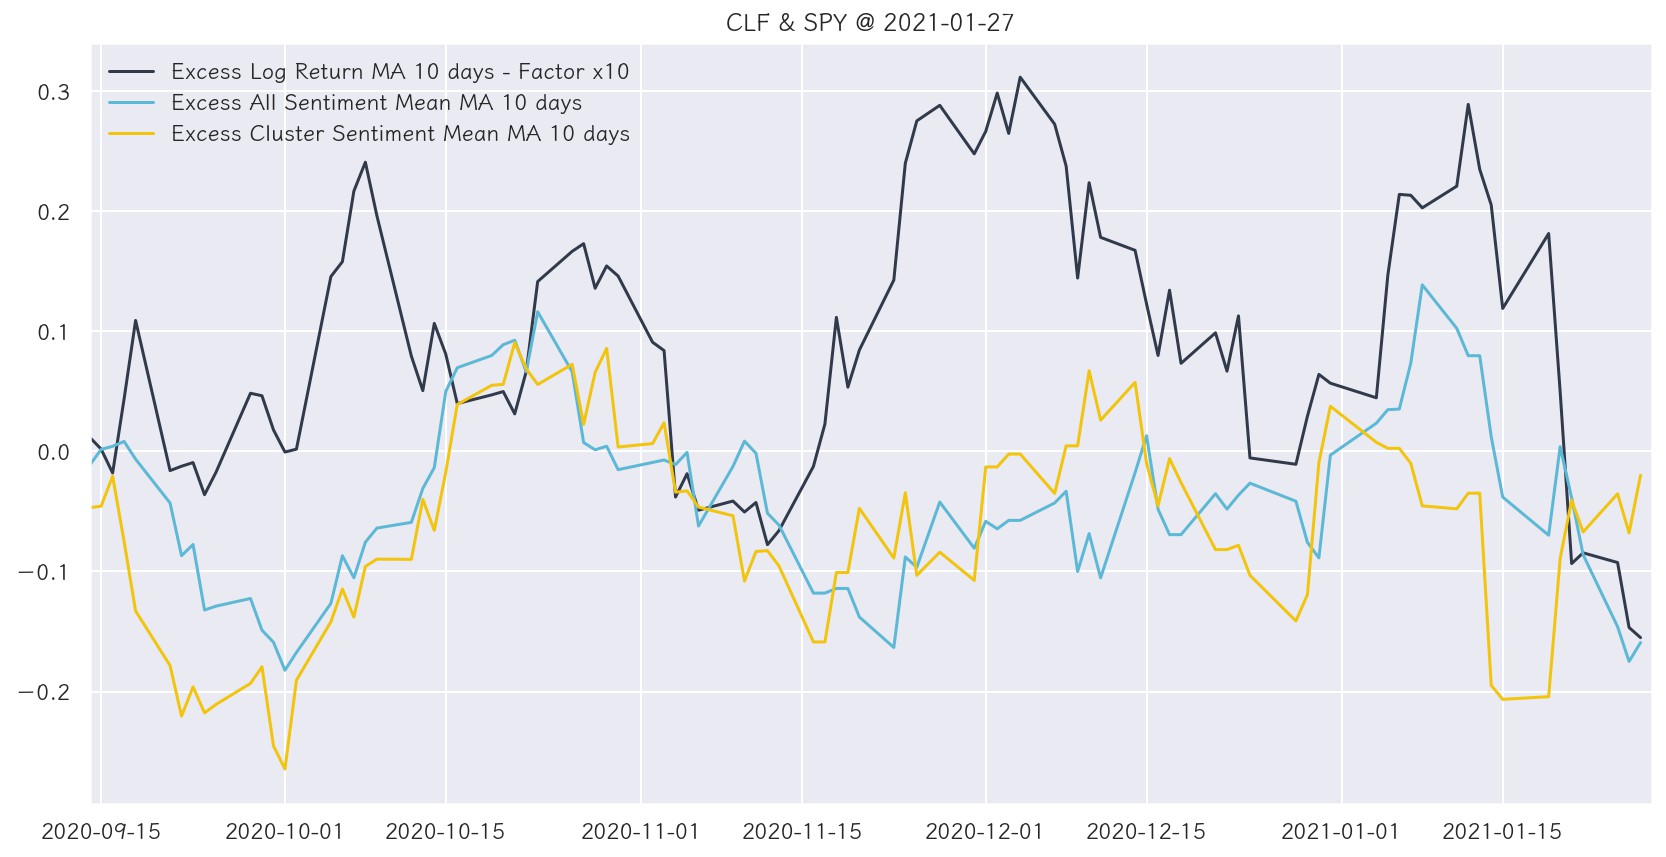 CLF & SPY @ 2021-01-27
Excess Log Return MA 10 days - Factor x10
Excess All Sentiment Mean MA 10 days
Excess Cluster Sentiment Mean MA 10 days
0.3
0.2
0.1
0.0
−0.1
−0.2
2020-09-15 2020-10-01 2020-10-15 2020-11-01 2020-11-15 2020-12-01 2020-12-15 2021-01-01 2021-01-15